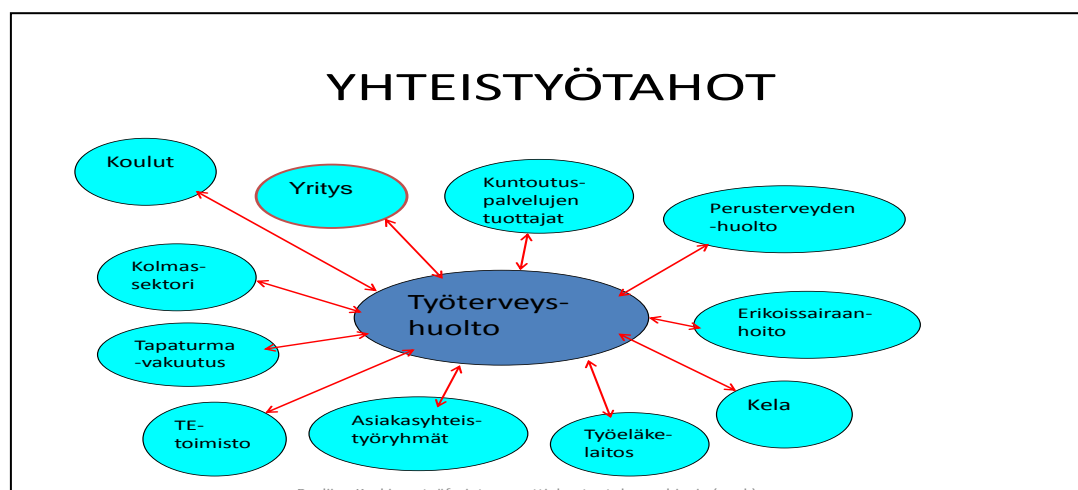 YHTEISTYÖTAHOT
Koulut
Yritys
Kuntoutus-
palvelujen
tuottajat
Perusterveyden
-huolto
Kolmas-
sektori
Työterveys-
huolto
Erikoissairaan-
hoito
Tapaturma
-vakuutus
Kela
TE-
toimisto
Asiakasyhteis-
työryhmät
Työeläke-
laitos